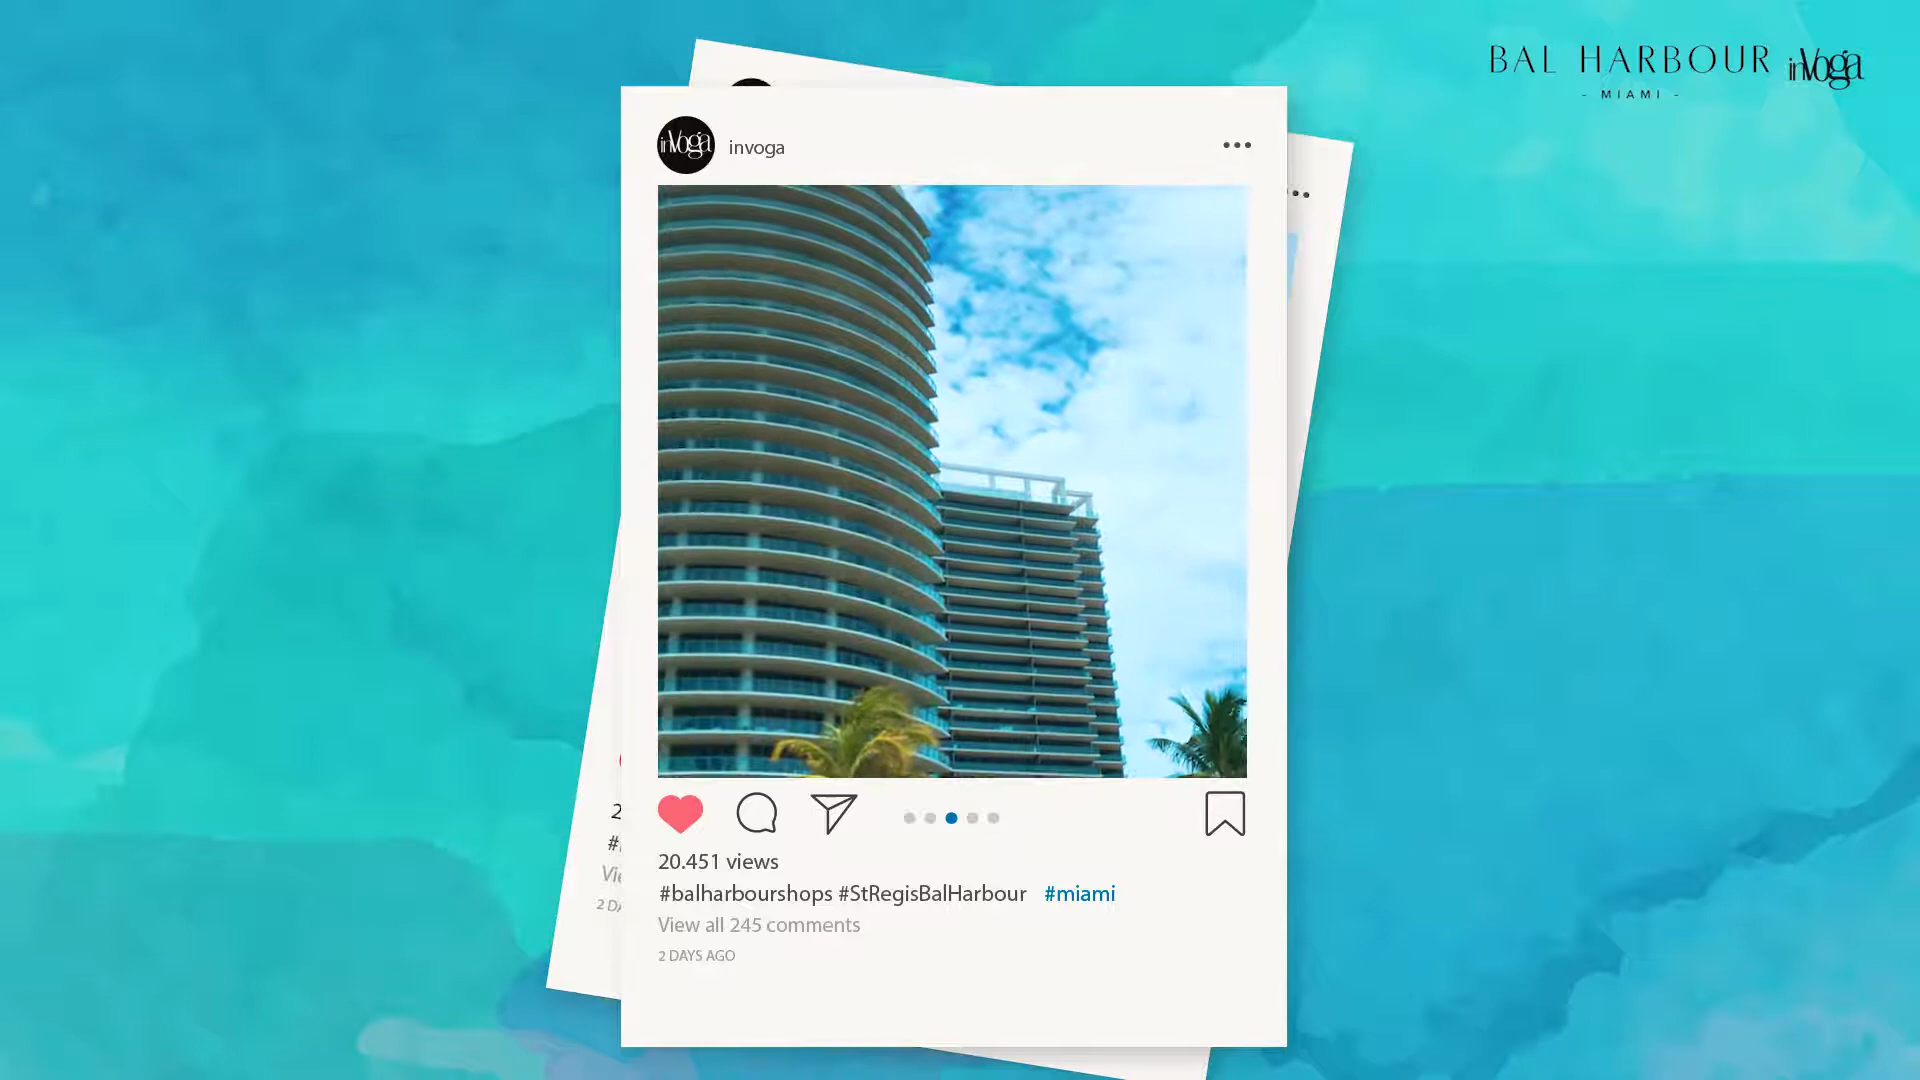 BAL HARBOUR inVoga
- MIAMI -
inVoga invoga
20.451 views
#balharbourshops #StRegisBalHarbour #miami
View all 245 comments
2 DAYS AGO